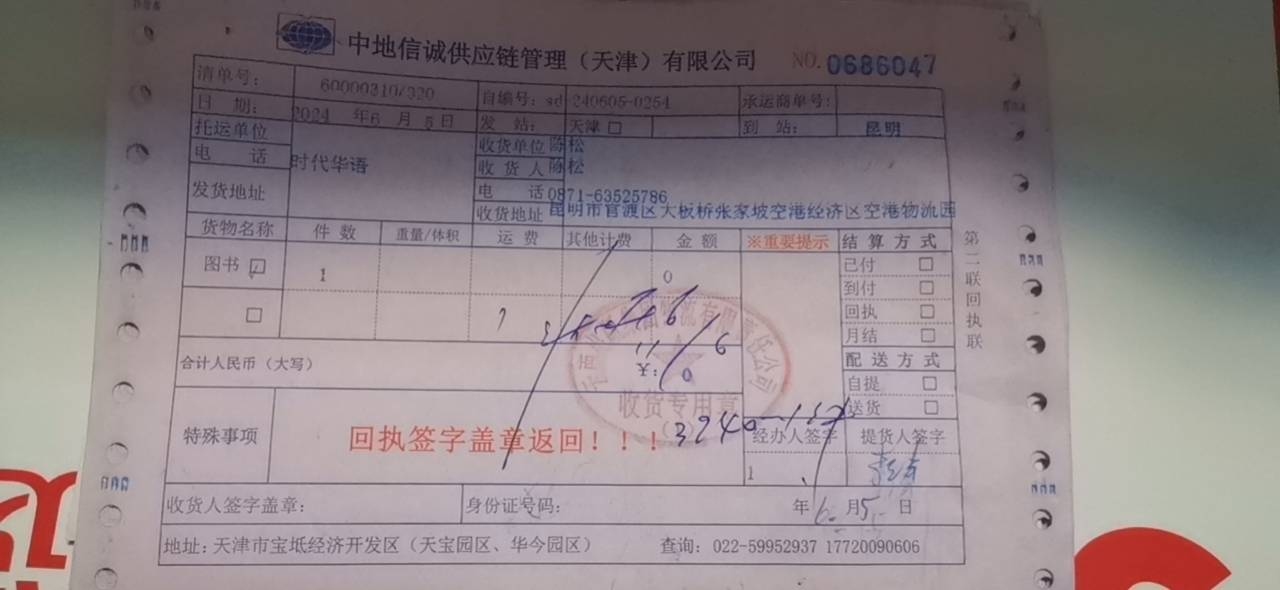 中地信诚供应链管理（天津）有限公司 NO. 0686047
清单号： 60000310/320 自编号：sd 240605-0254 承运商单号：
日 期： 2024 年6 月 5 日 发 站： 天津□ 到 站： 昆明
托运单位 时代华语 收货单位 陈松
电 话 收 货 人 陈松
发货地址 电 话 0871-63525786
收货地址 昆明市官渡区大板桥张家坡空港经济区空港物流园
货物名称 件 数 重量/体积 运 费 其他计费 金 额 ※重要提示 结 算 方 式
图书 ☑ 1 0 已付 □
到付 □
□ 回执 □
月结 □
合计人民币（大写） ¥: 0 配 送 方 式
自提 □
送货 □
收货专用章
特殊事项 回执签字盖章返回！！！ 经办人签字 提货人签字
1
收货人签字盖章： 身份证号码： 年 6 月 5 日
地址：天津市宝坻经济开发区（天宝园区、华今园区） 查询：022-59952937 17720090606
第二联回执联